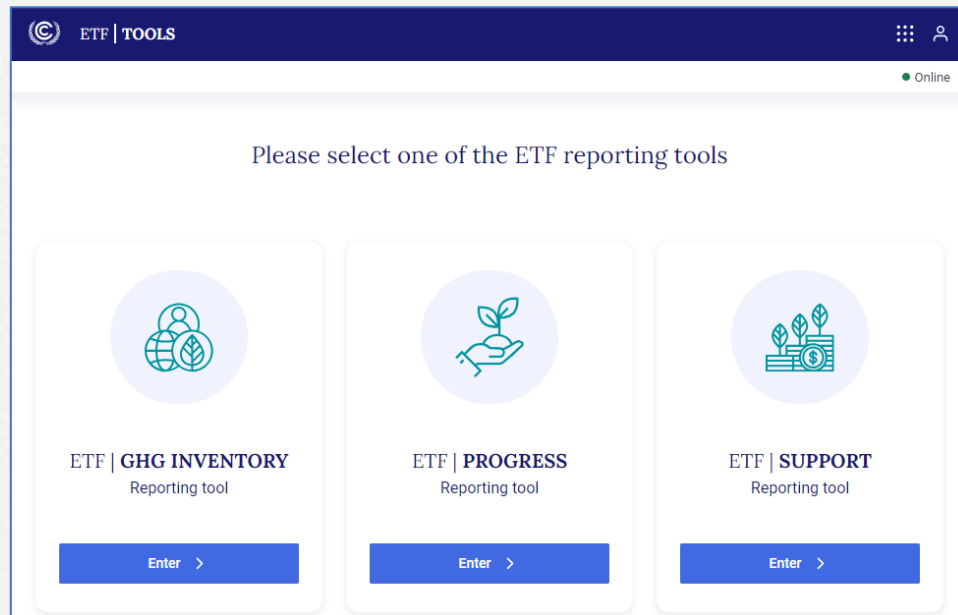 ETF | TOOLS
Online
Please select one of the ETF reporting tools
ETF | GHG INVENTORY
Reporting tool
Enter >
ETF | PROGRESS
Reporting tool
Enter >
ETF | SUPPORT
Reporting tool
Enter >